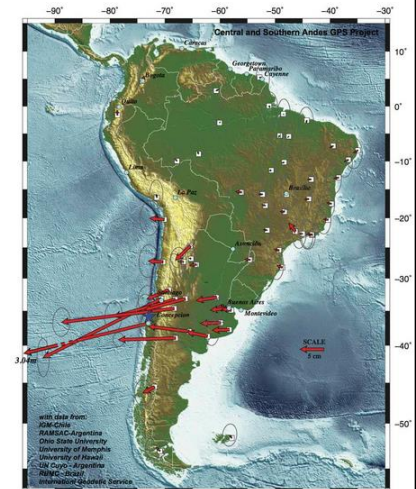 −90° −80° −70° −60° −50° −40°
Central and Southern Andes GPS Project
Caracas
10°
Georgetown
Paramaribo
Cayenne
Bogota
0°
Quito
−10°
Lima
La Paz
Brasilia
−20°
Asuncion
−30°
Santiago
Buenos Aires
Concepcion
Montevideo
SCALE
5 cm
−40°
3.04m
−50°
with data from:
IGM-Chile
RAMSAC-Argentina
Ohio State University
University of Memphis
University of Hawaii
UN Cuyo - Argentina
RBMC - Brazil
International Geodetic Service